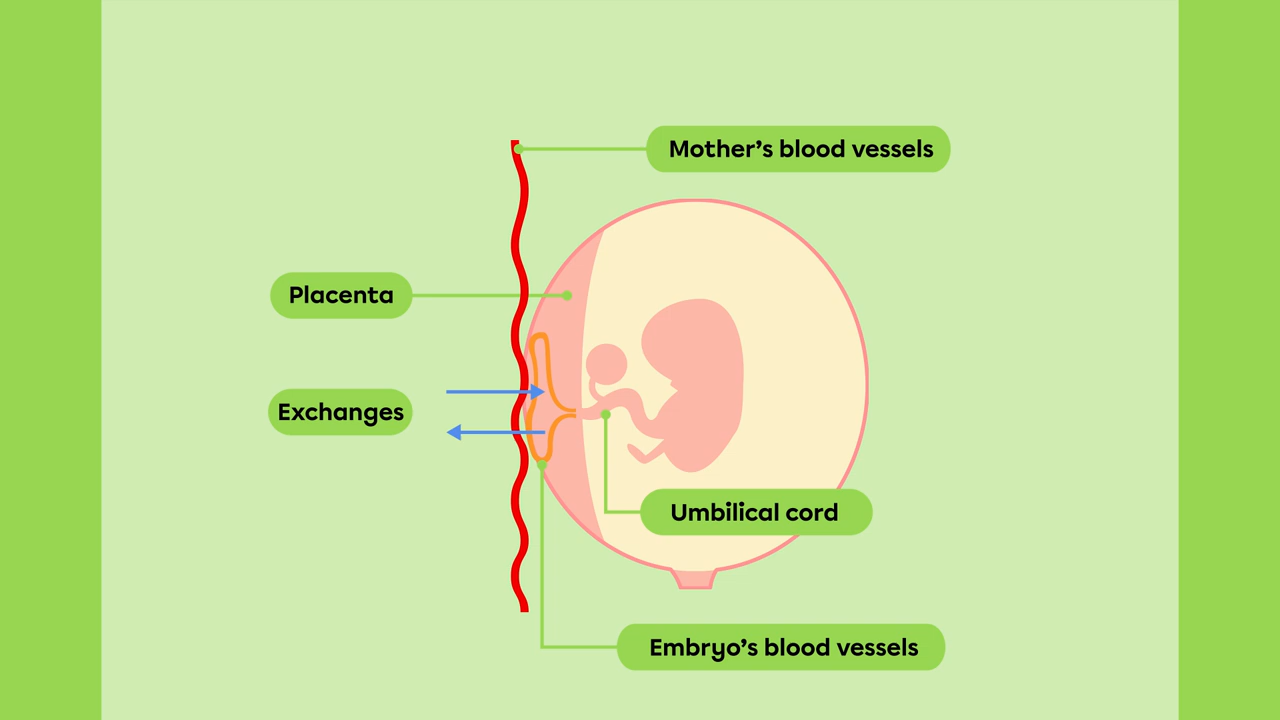 Mother’s blood vessels
Placenta
Exchanges
Umbilical cord
Embryo’s blood vessels